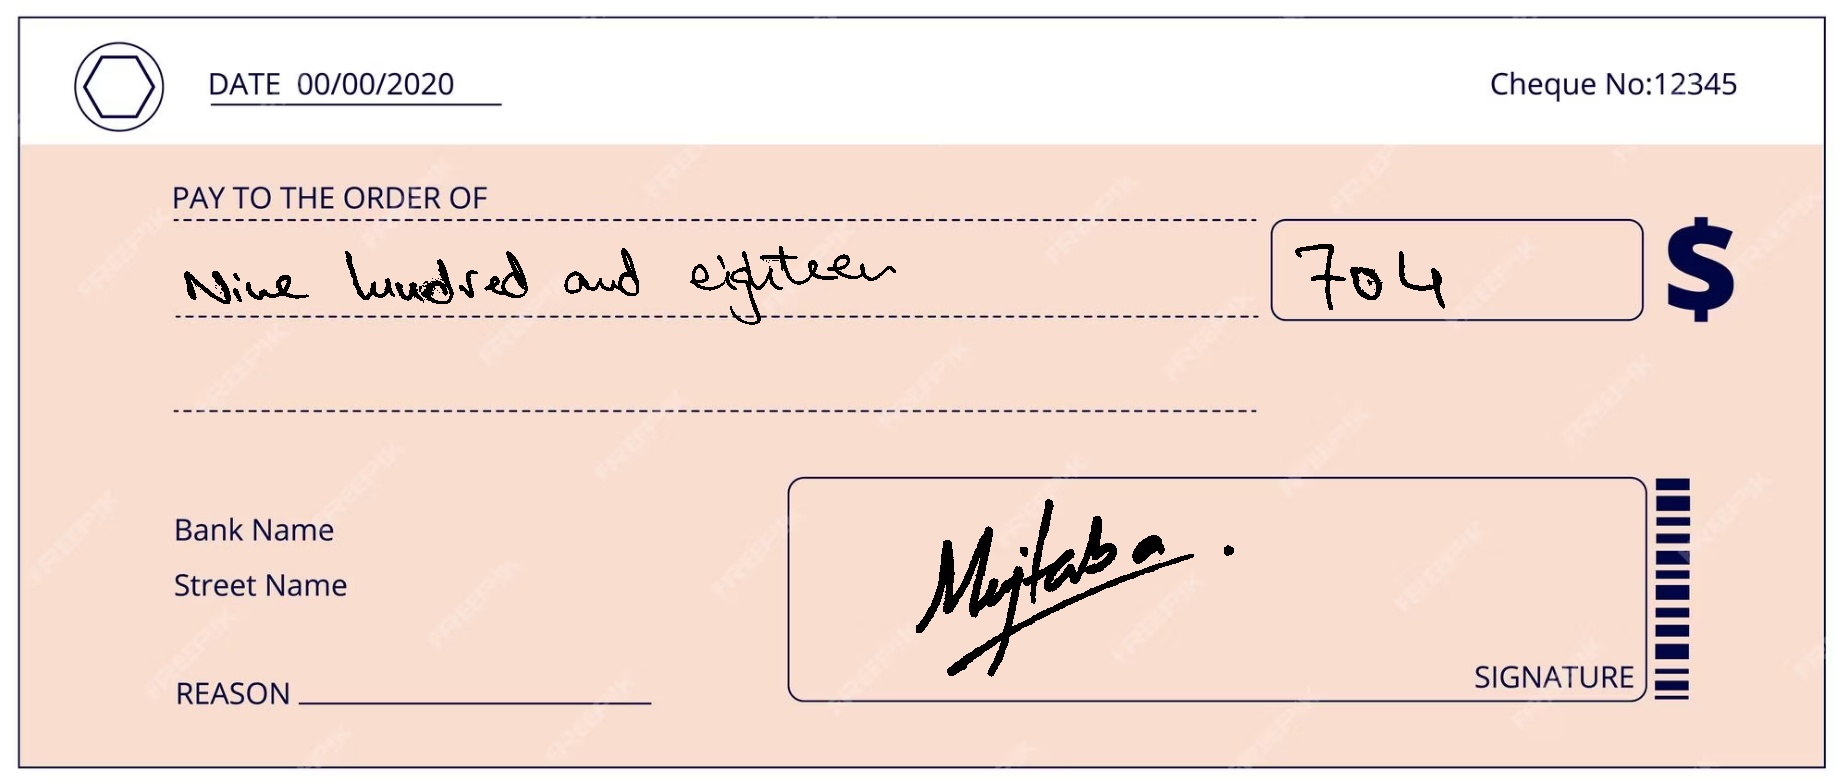 DATE 00/00/2020
Cheque No:12345
PAY TO THE ORDER OF
Nine hundred and eighteen
704 $
Bank Name
Street Name
Mujtaba.
SIGNATURE
REASON